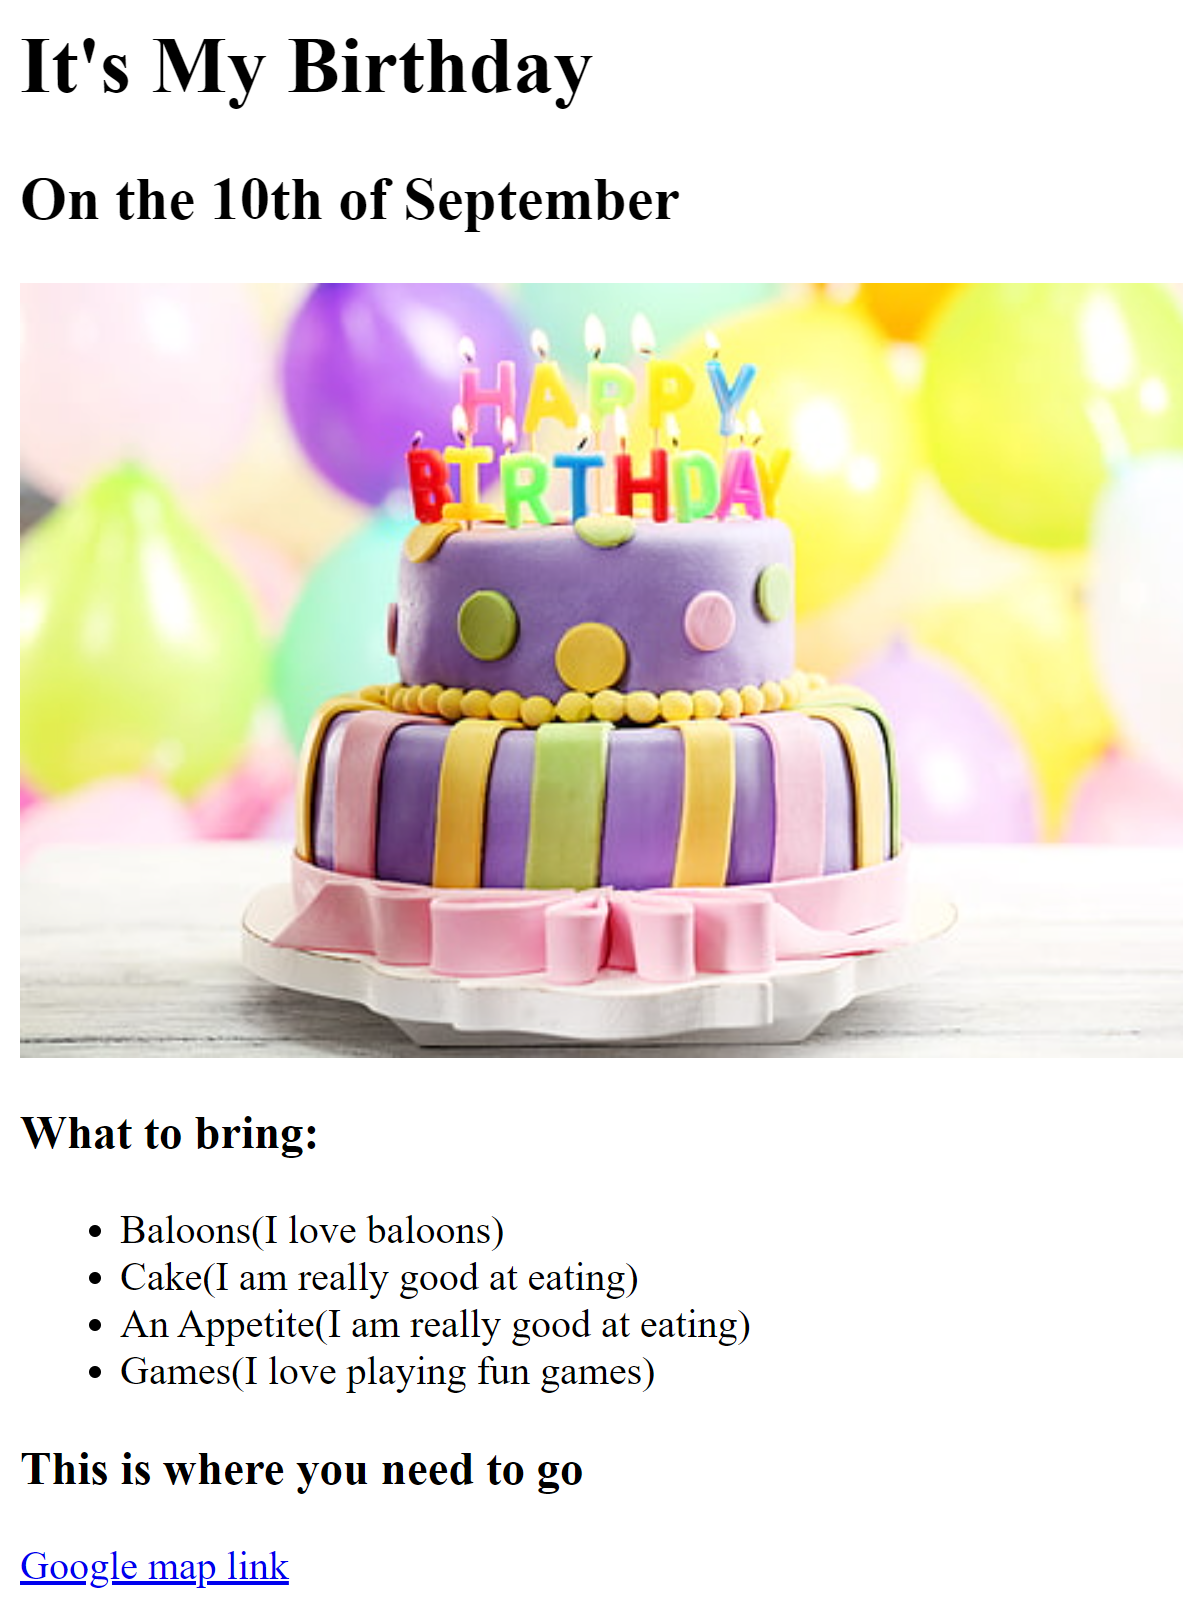 It's My Birthday
On the 10th of September
HAPPY
BIRTHDAY
What to bring:
Baloons(I love baloons)
Cake(I am really good at eating)
An Appetite(I am really good at eating)
Games(I love playing fun games)
This is where you need to go
Google map link